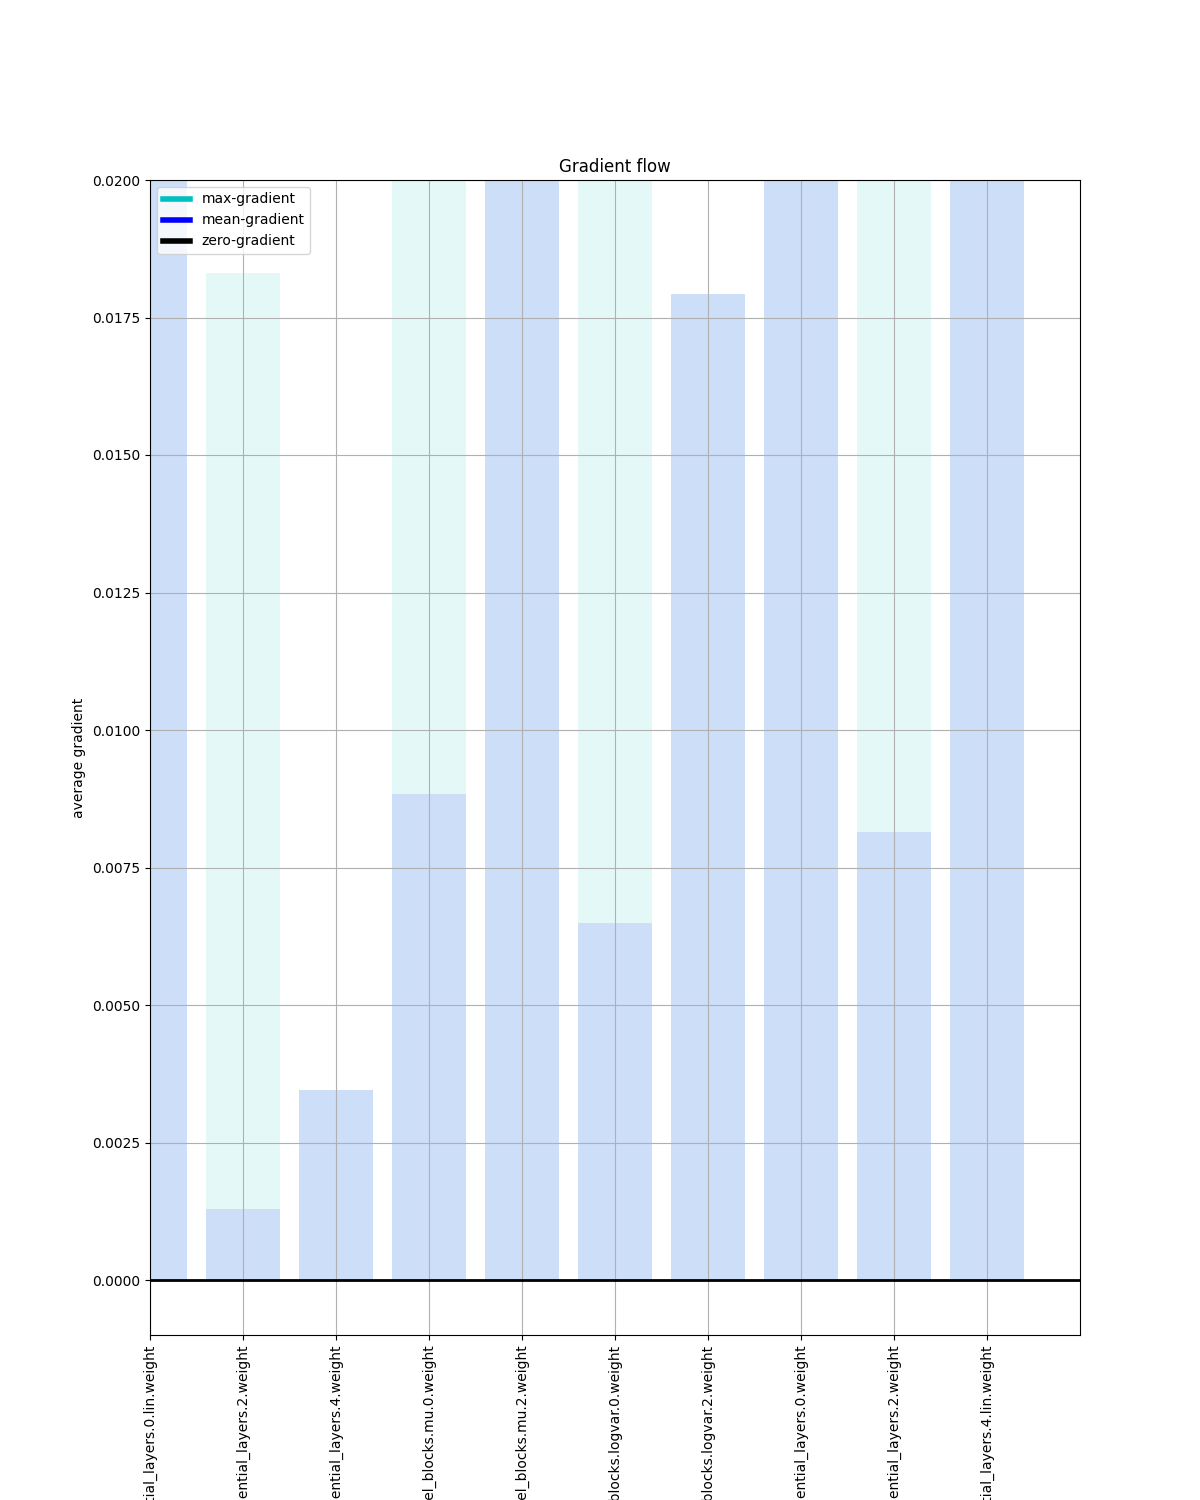 Gradient flow
max-gradient
mean-gradient
zero-gradient
0.0200
0.0175
0.0150
0.0125
0.0100
0.0075
0.0050
0.0025
0.0000
average gradient
tial_layers.0.lin.weight
ential_layers.2.weight
ential_layers.4.weight
el_blocks.mu.0.weight
el_blocks.mu.2.weight
blocks.logvar.0.weight
blocks.logvar.2.weight
ential_layers.0.weight
ential_layers.2.weight
tial_layers.4.lin.weight